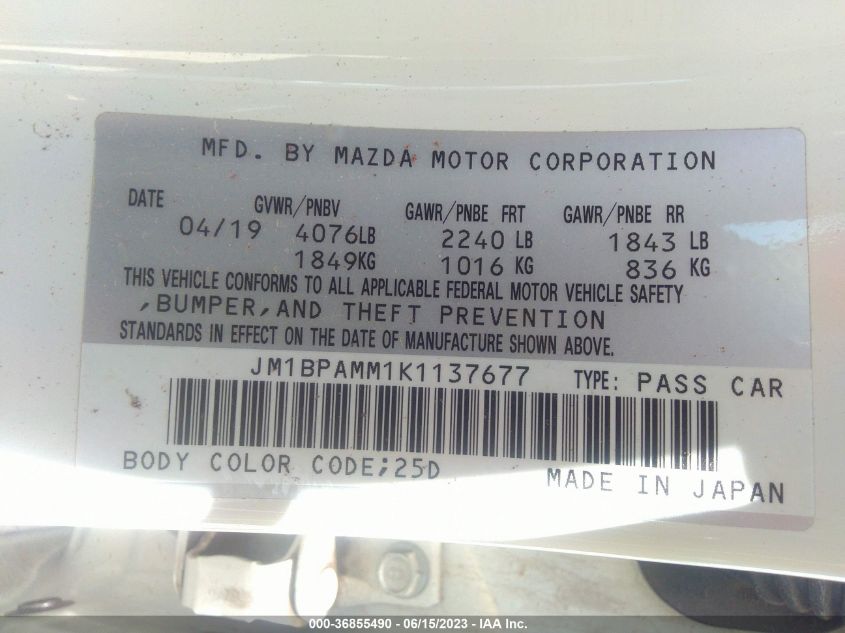 MFD. BY MAZDA MOTOR CORPORATION
DATE GVWR/PNBV GAWR/PNBE FRT GAWR/PNBE RR
04/19 4076LB 2240 LB 1843 LB
1849KG 1016 KG 836 KG
THIS VEHICLE CONFORMS TO ALL APPLICABLE FEDERAL MOTOR VEHICLE SAFETY
,BUMPER,AND THEFT PREVENTION
STANDARDS IN EFFECT ON THE DATE OF MANUFACTURE SHOWN ABOVE.
JM1BPAMM1K1137677 TYPE: PASS CAR
BODY COLOR CODE;25D MADE IN JAPAN
000-36855490 - 06/15/2023 - IAA Inc.